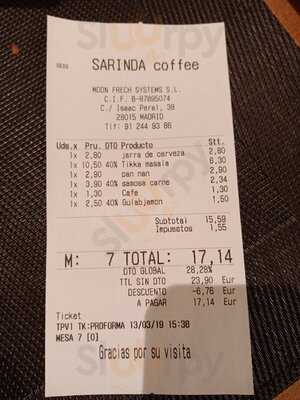 SARINDA coffee
MOON FRECH SYSTEMS S.L.
C.I.F. B-87895074
C./ Isaac Peral, 38
28015 MADRID
Tlf: 91 244 93 86
Uds.x Pru. DTO Producto Stt.
1x 2,80 jarra de cerveza 2,80
1x 10,50 40% Tikka masala 6,30
1x 2,90 pan nan 2,90
1x 3,90 40% samosa carne 2,34
1x 1,30 Cafe 1,30
1x 2,50 40% Gulabjamon 1,50
Subtotal 15,59
Impuestos 1,55
M: 7 TOTAL: 17,14
DTO GLOBAL 28,28%
TTL SIN DTO 23,90 Eur
DESCUENTO -6,76 Eur
A PAGAR 17,14 Eur
Ticket
TPV1 TK:PROFORMA 13/03/19 15:38
MESA 7 [0]
Gracias por su visita